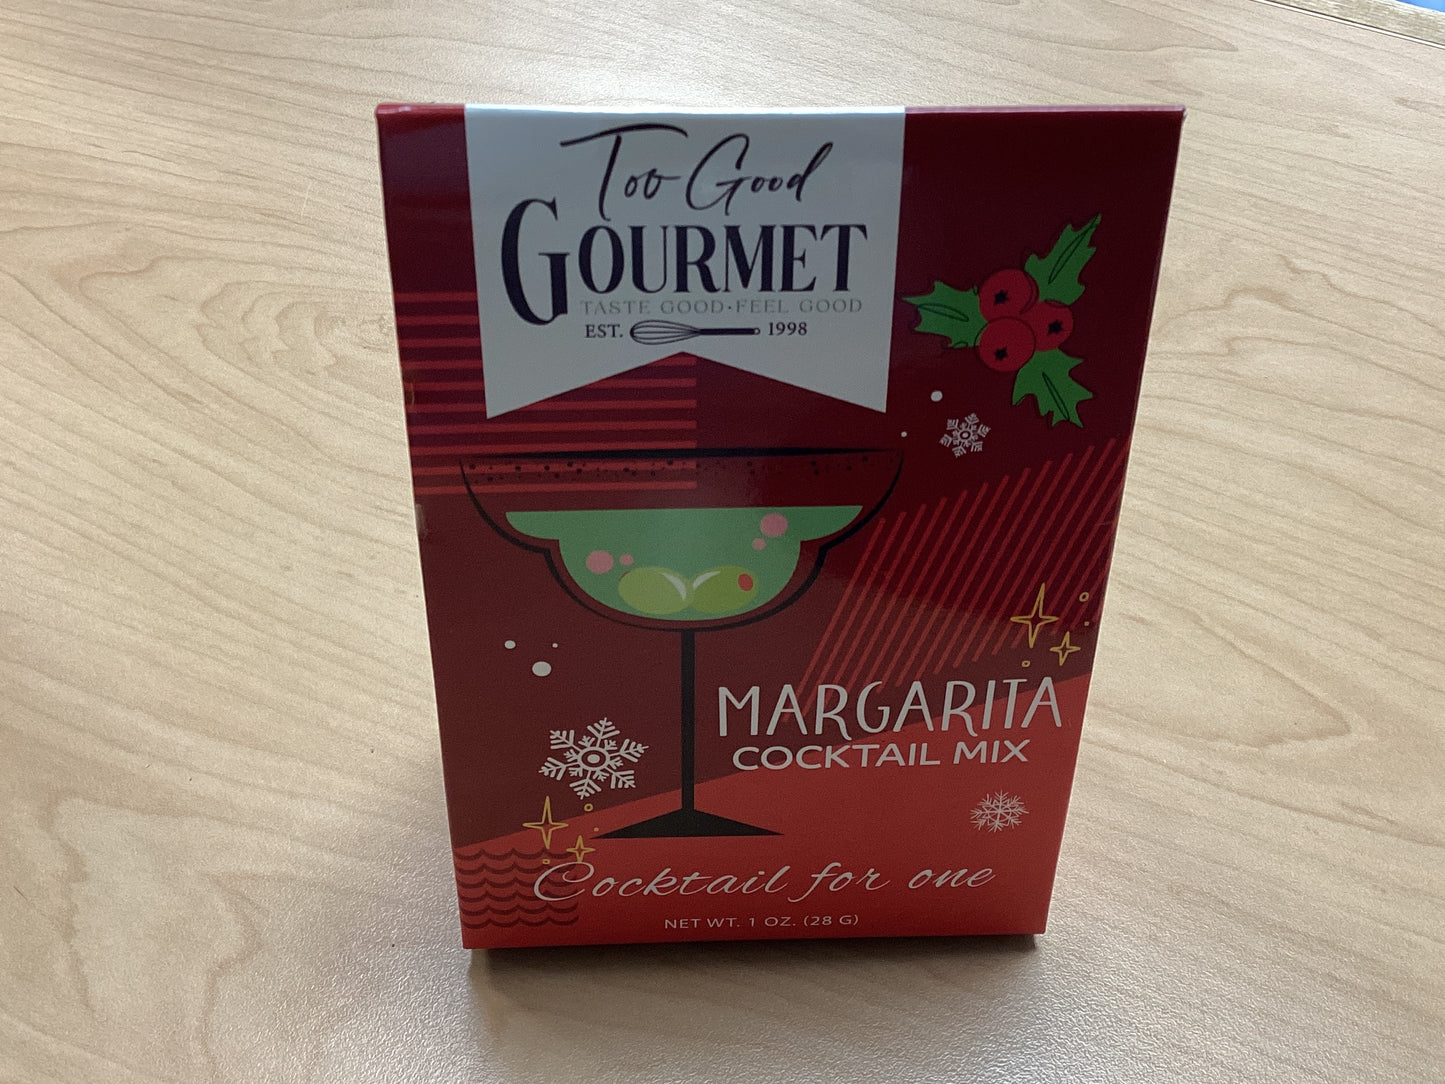 Too Good
GOURMET
TASTE GOOD·FEEL GOOD
EST. 1998
MARGARITA
COCKTAIL MIX
Cocktail for one
NET WT. 1 OZ. (28 G)